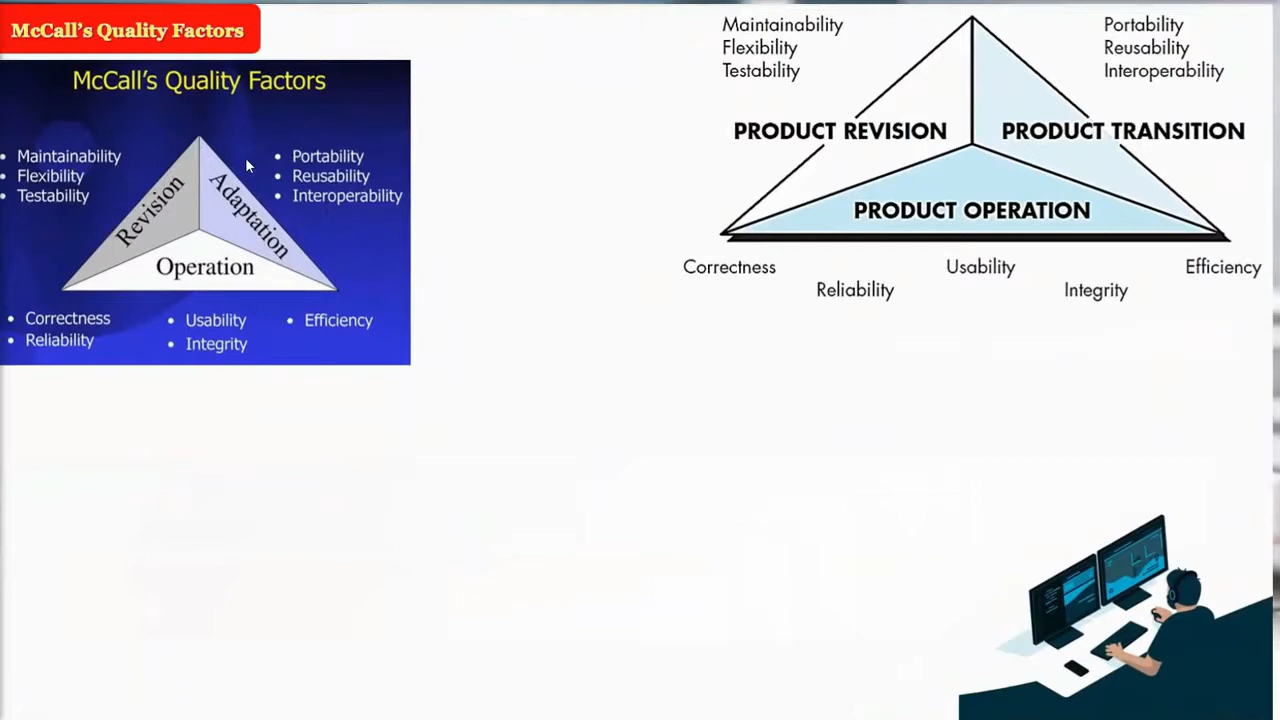 McCall's Quality Factors
McCall's Quality Factors
• Maintainability
• Flexibility
• Testability
• Portability
• Reusability
• Interoperability
Revision
Adaptation
Operation
• Correctness
• Reliability
• Usability
• Integrity
• Efficiency
Maintainability
Flexibility
Testability
Portability
Reusability
Interoperability
PRODUCT REVISION
PRODUCT TRANSITION
PRODUCT OPERATION
Correctness
Reliability
Usability
Integrity
Efficiency